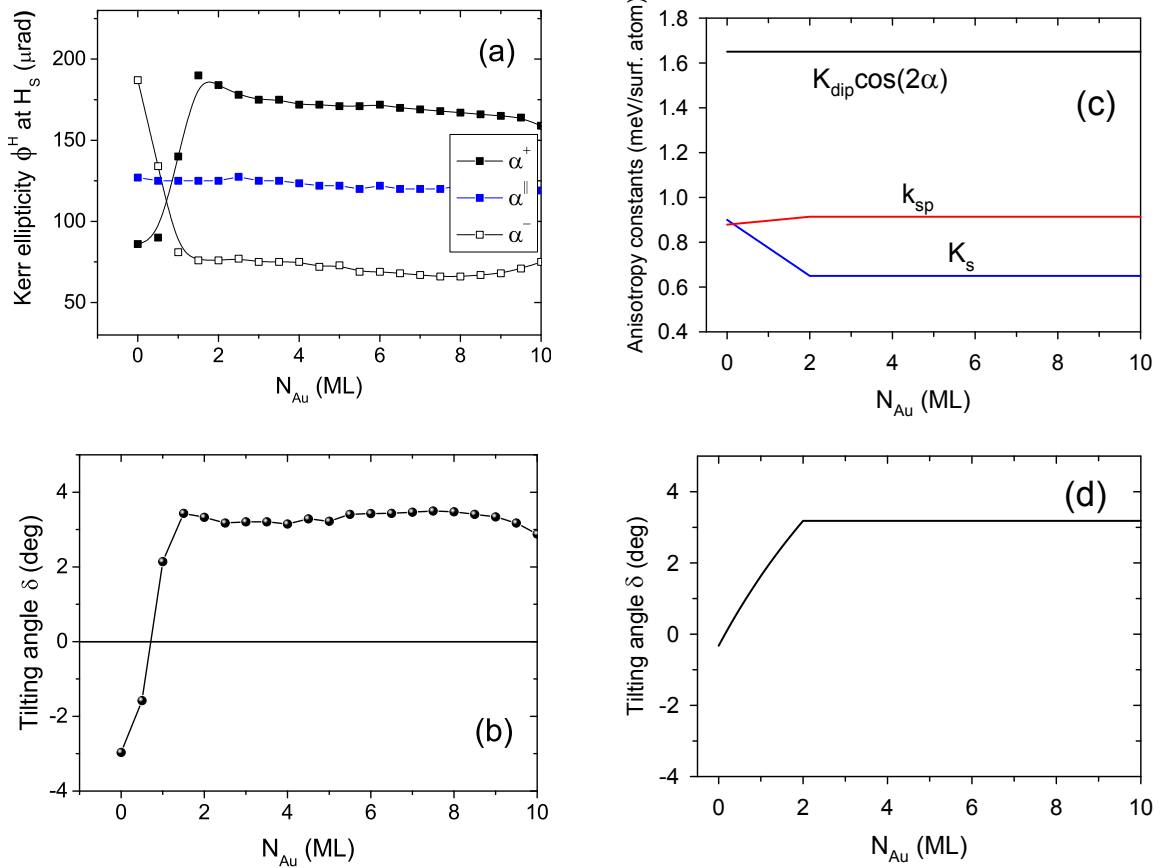 Kerr ellipticity ϕᴴ at H_S (μrad)
200
150
100
50
0
2
4
6
8
10
N_Au (ML)
(a)
α⁺
α^∥
α⁻
Anisotropy constants (meV/surf. atom)
1.8
1.6
1.4
1.2
1.0
0.8
0.6
0.4
0
2
4
6
8
10
N_Au (ML)
K_dip cos(2α)
(c)
k_sp
K_s
Tilting angle δ (deg)
4
2
0
-2
-4
0
2
4
6
8
10
N_Au (ML)
(b)
Tilting angle δ (deg)
4
2
0
-2
-4
0
2
4
6
8
10
N_Au (ML)
(d)